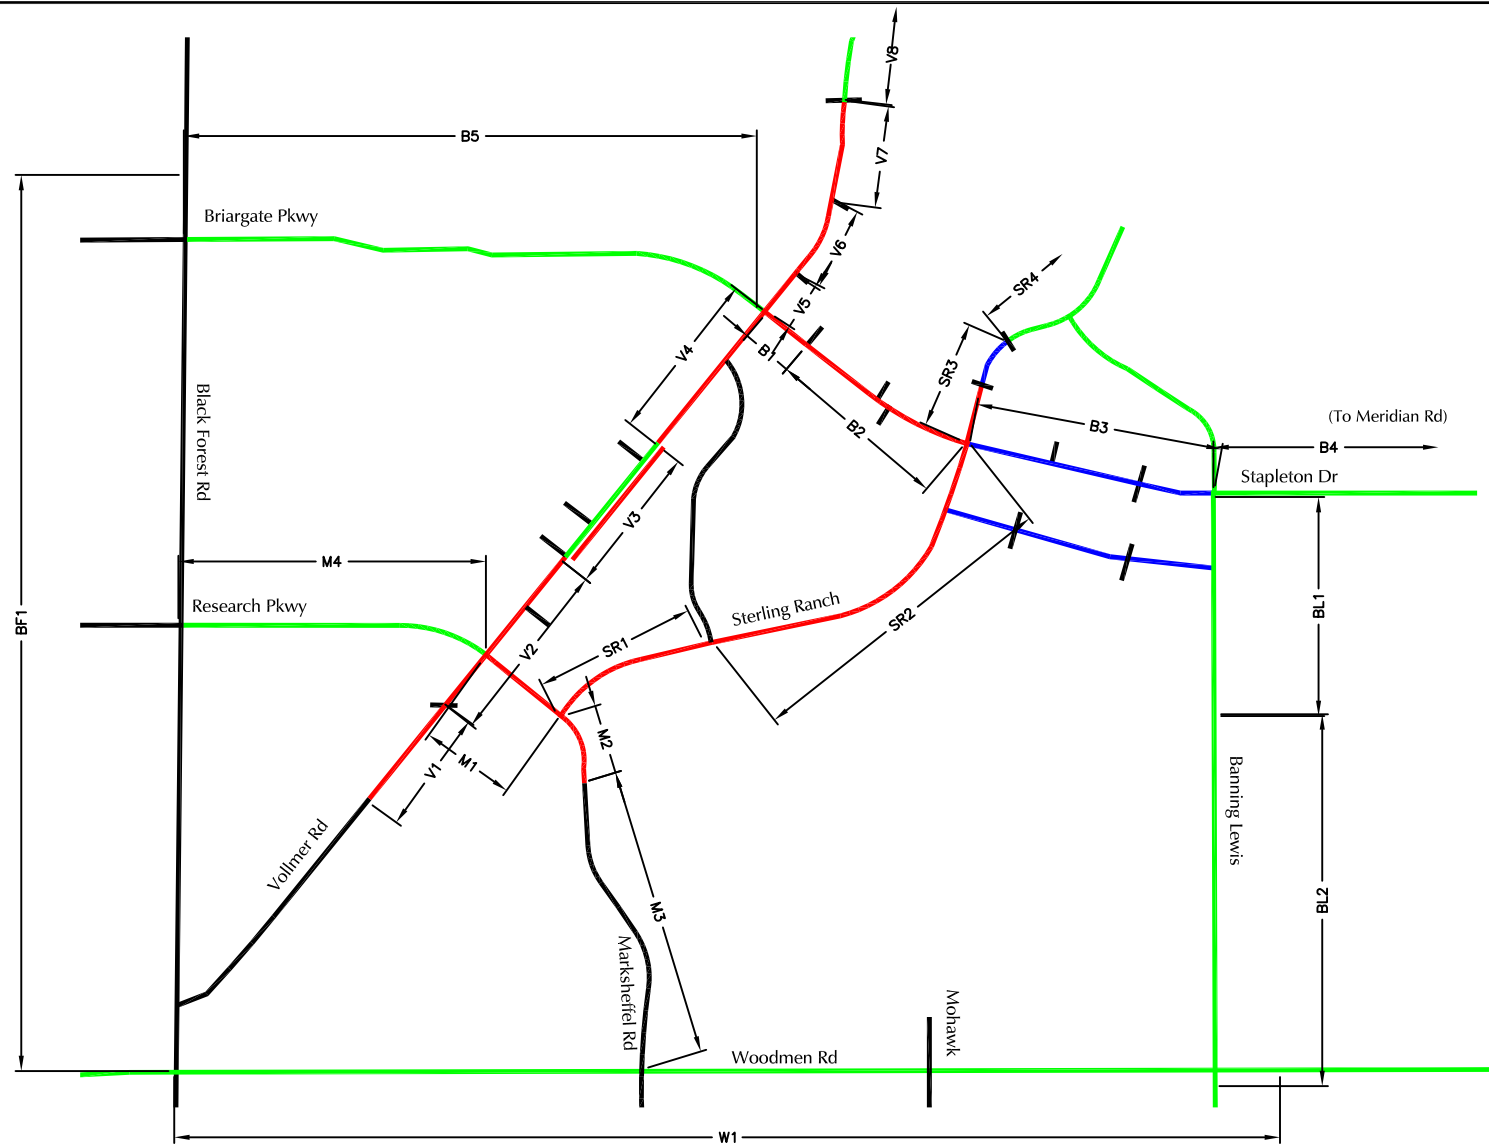 V8
B5
V7
Briargate Pkwy
V6
SR4
V5
B1
V4
SR3
Black Forest Rd
B2
B3
(To Meridian Rd)
B4
Stapleton Dr
V3
M4
Research Pkwy
BF1
Sterling Ranch
BL1
SR2
SR1
V2
M2
M1
V1
Banning Lewis
Vollmer Rd
BL2
M3
Marksheffel Rd
Mohawk
Woodmen Rd
W1